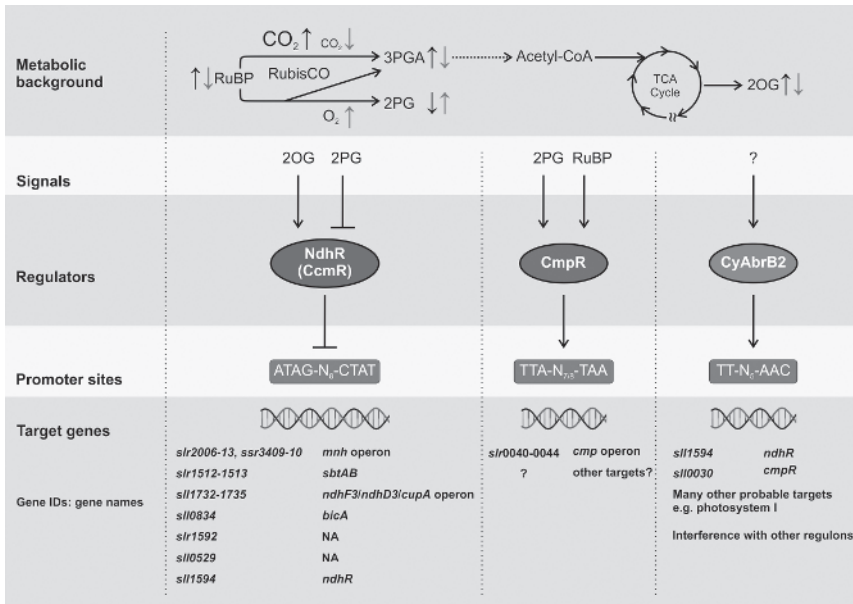 Metabolic background
CO₂ CO₂
RuBP RubisCO 3PGA Acetyl-CoA TCA Cycle 2OG
O₂ 2PG
Signals
2OG 2PG 2PG RuBP ?
Regulators
NdhR (CcmR) CmpR CyAbrB2
Promoter sites
ATAG-N₈-CTAT TTA-N₇/₈-TAA AAC
Target genes
Gene IDs: gene names
slr2006-13, ssr3409-10 mnh operon
slr1512-1513 sbtAB
sll1732-1735 ndhF3/ndhD3/cupA operon
sll0834 bicA
slr1592 NA
sll0529 NA
sll1594 ndhR
slr0040-0044 cmp operon
? other targets?
sll1594 ndhR
sll0030 cmpR
Many other probable targets
e.g. photosystem I
Interference with other regulons